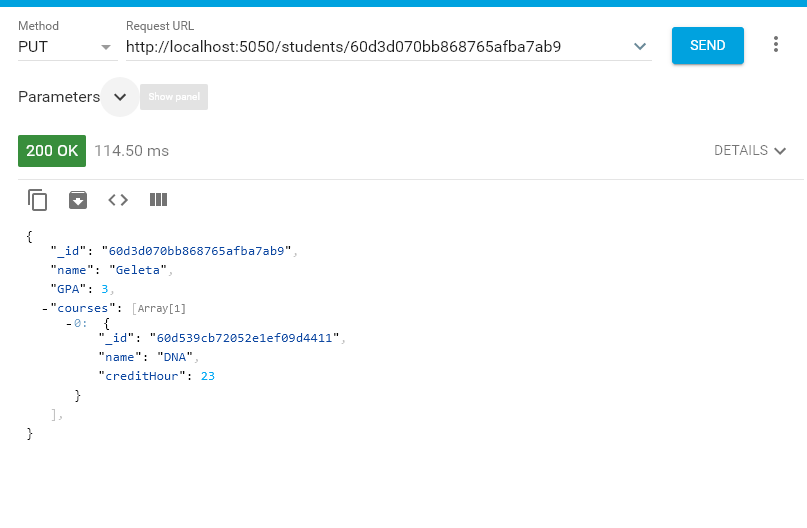 Method Request URL
PUT http://localhost:5050/students/60d3d070bb868765afba7ab9 SEND
Parameters Show panel
200 OK 114.50 ms DETAILS
{
"_id": "60d3d070bb868765afba7ab9",
"name": "Geleta",
"GPA": 3,
-"courses": [Array[1]
-0: {
"_id": "60d539cb72052e1ef09d4411",
"name": "DNA",
"creditHour": 23
}
],
}